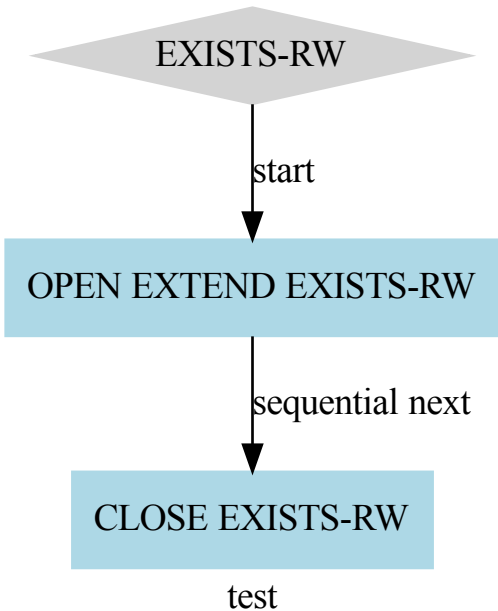 EXISTS-RW
start
OPEN EXTEND EXISTS-RW
sequential next
CLOSE EXISTS-RW
test